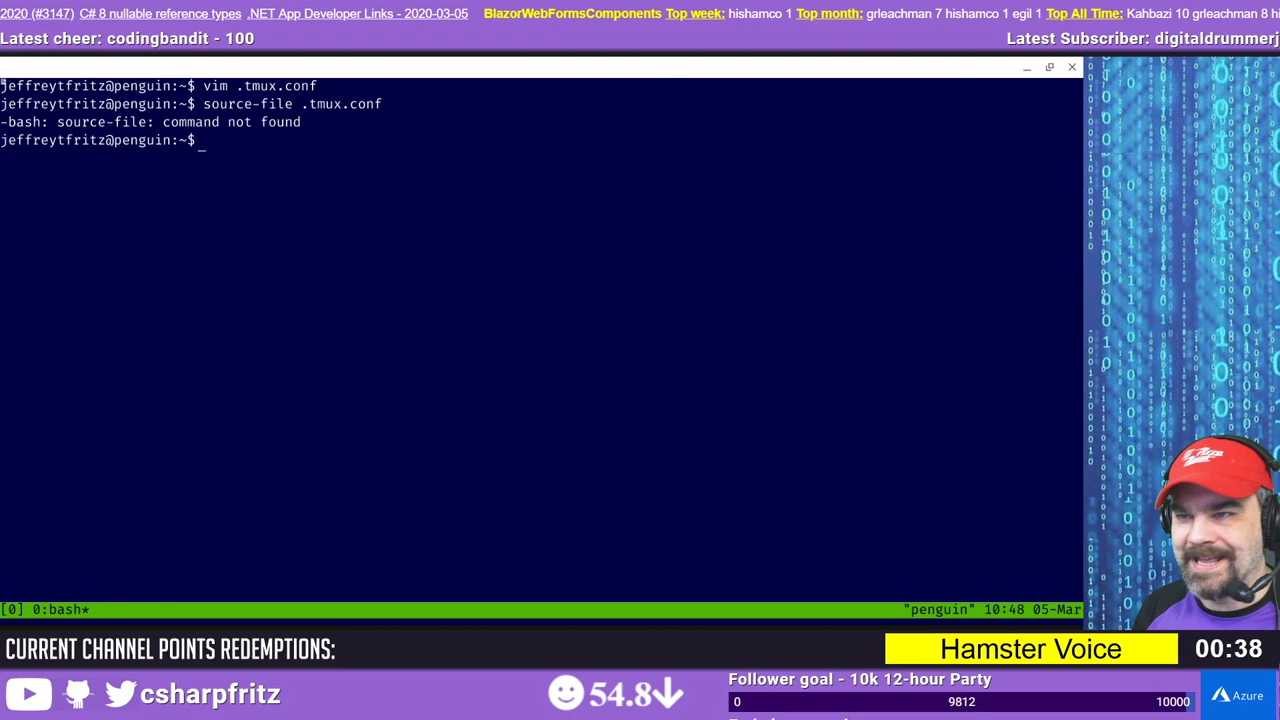 2020 (#3147) C# 8 nullable reference types .NET App Developer Links - 2020-03-05 BlazorWebFormsComponents Top week: hishamco 1 Top month: grleachman 7 hishamco 1 egil 1 Top All Time: Kahbazi 10 grleachman 8 hi
Latest cheer: codingbandit - 100
Latest Subscriber: digitaldrummerj
jeffreytfritz@penguin:~$ vim .tmux.conf
jeffreytfritz@penguin:~$ source-file .tmux.conf
-bash: source-file: command not found
jeffreytfritz@penguin:~$ _
[0] 0:bash*
"penguin" 10:48 05-Mar
CURRENT CHANNEL POINTS REDEMPTIONS:
Hamster Voice
00:38
csharpfritz
54.8
Follower goal - 10k 12-hour Party
0 9812 10000
Azure